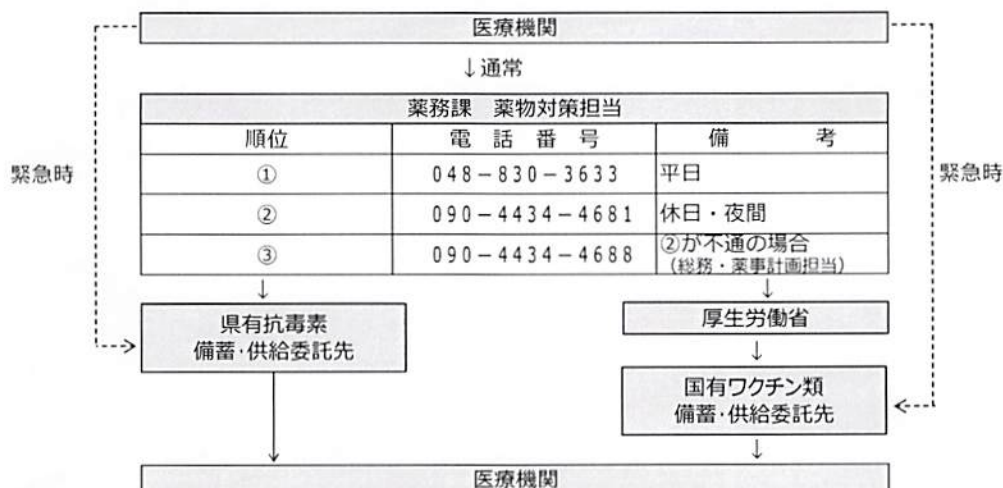 医療機関
↓通常
薬務課　薬物対策担当
順位 電話番号 備考
① 048－830－3633 平日
② 090－4434－4681 休日・夜間
③ 090－4434－4688 ②が不通の場合
（総務・薬事計画担当）
緊急時
緊急時
県有抗毒素
備蓄・供給委託先
厚生労働省
国有ワクチン類
備蓄・供給委託先
医療機関